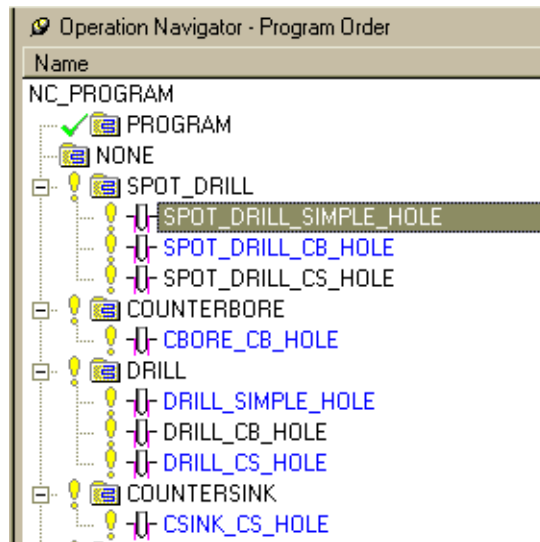 Operation Navigator - Program Order
Name
NC_PROGRAM
PROGRAM
NONE
SPOT_DRILL
SPOT_DRILL_SIMPLE_HOLE
SPOT_DRILL_CB_HOLE
SPOT_DRILL_CS_HOLE
COUNTERBORE
CBORE_CB_HOLE
DRILL
DRILL_SIMPLE_HOLE
DRILL_CB_HOLE
DRILL_CS_HOLE
COUNTERSINK
CSINK_CS_HOLE